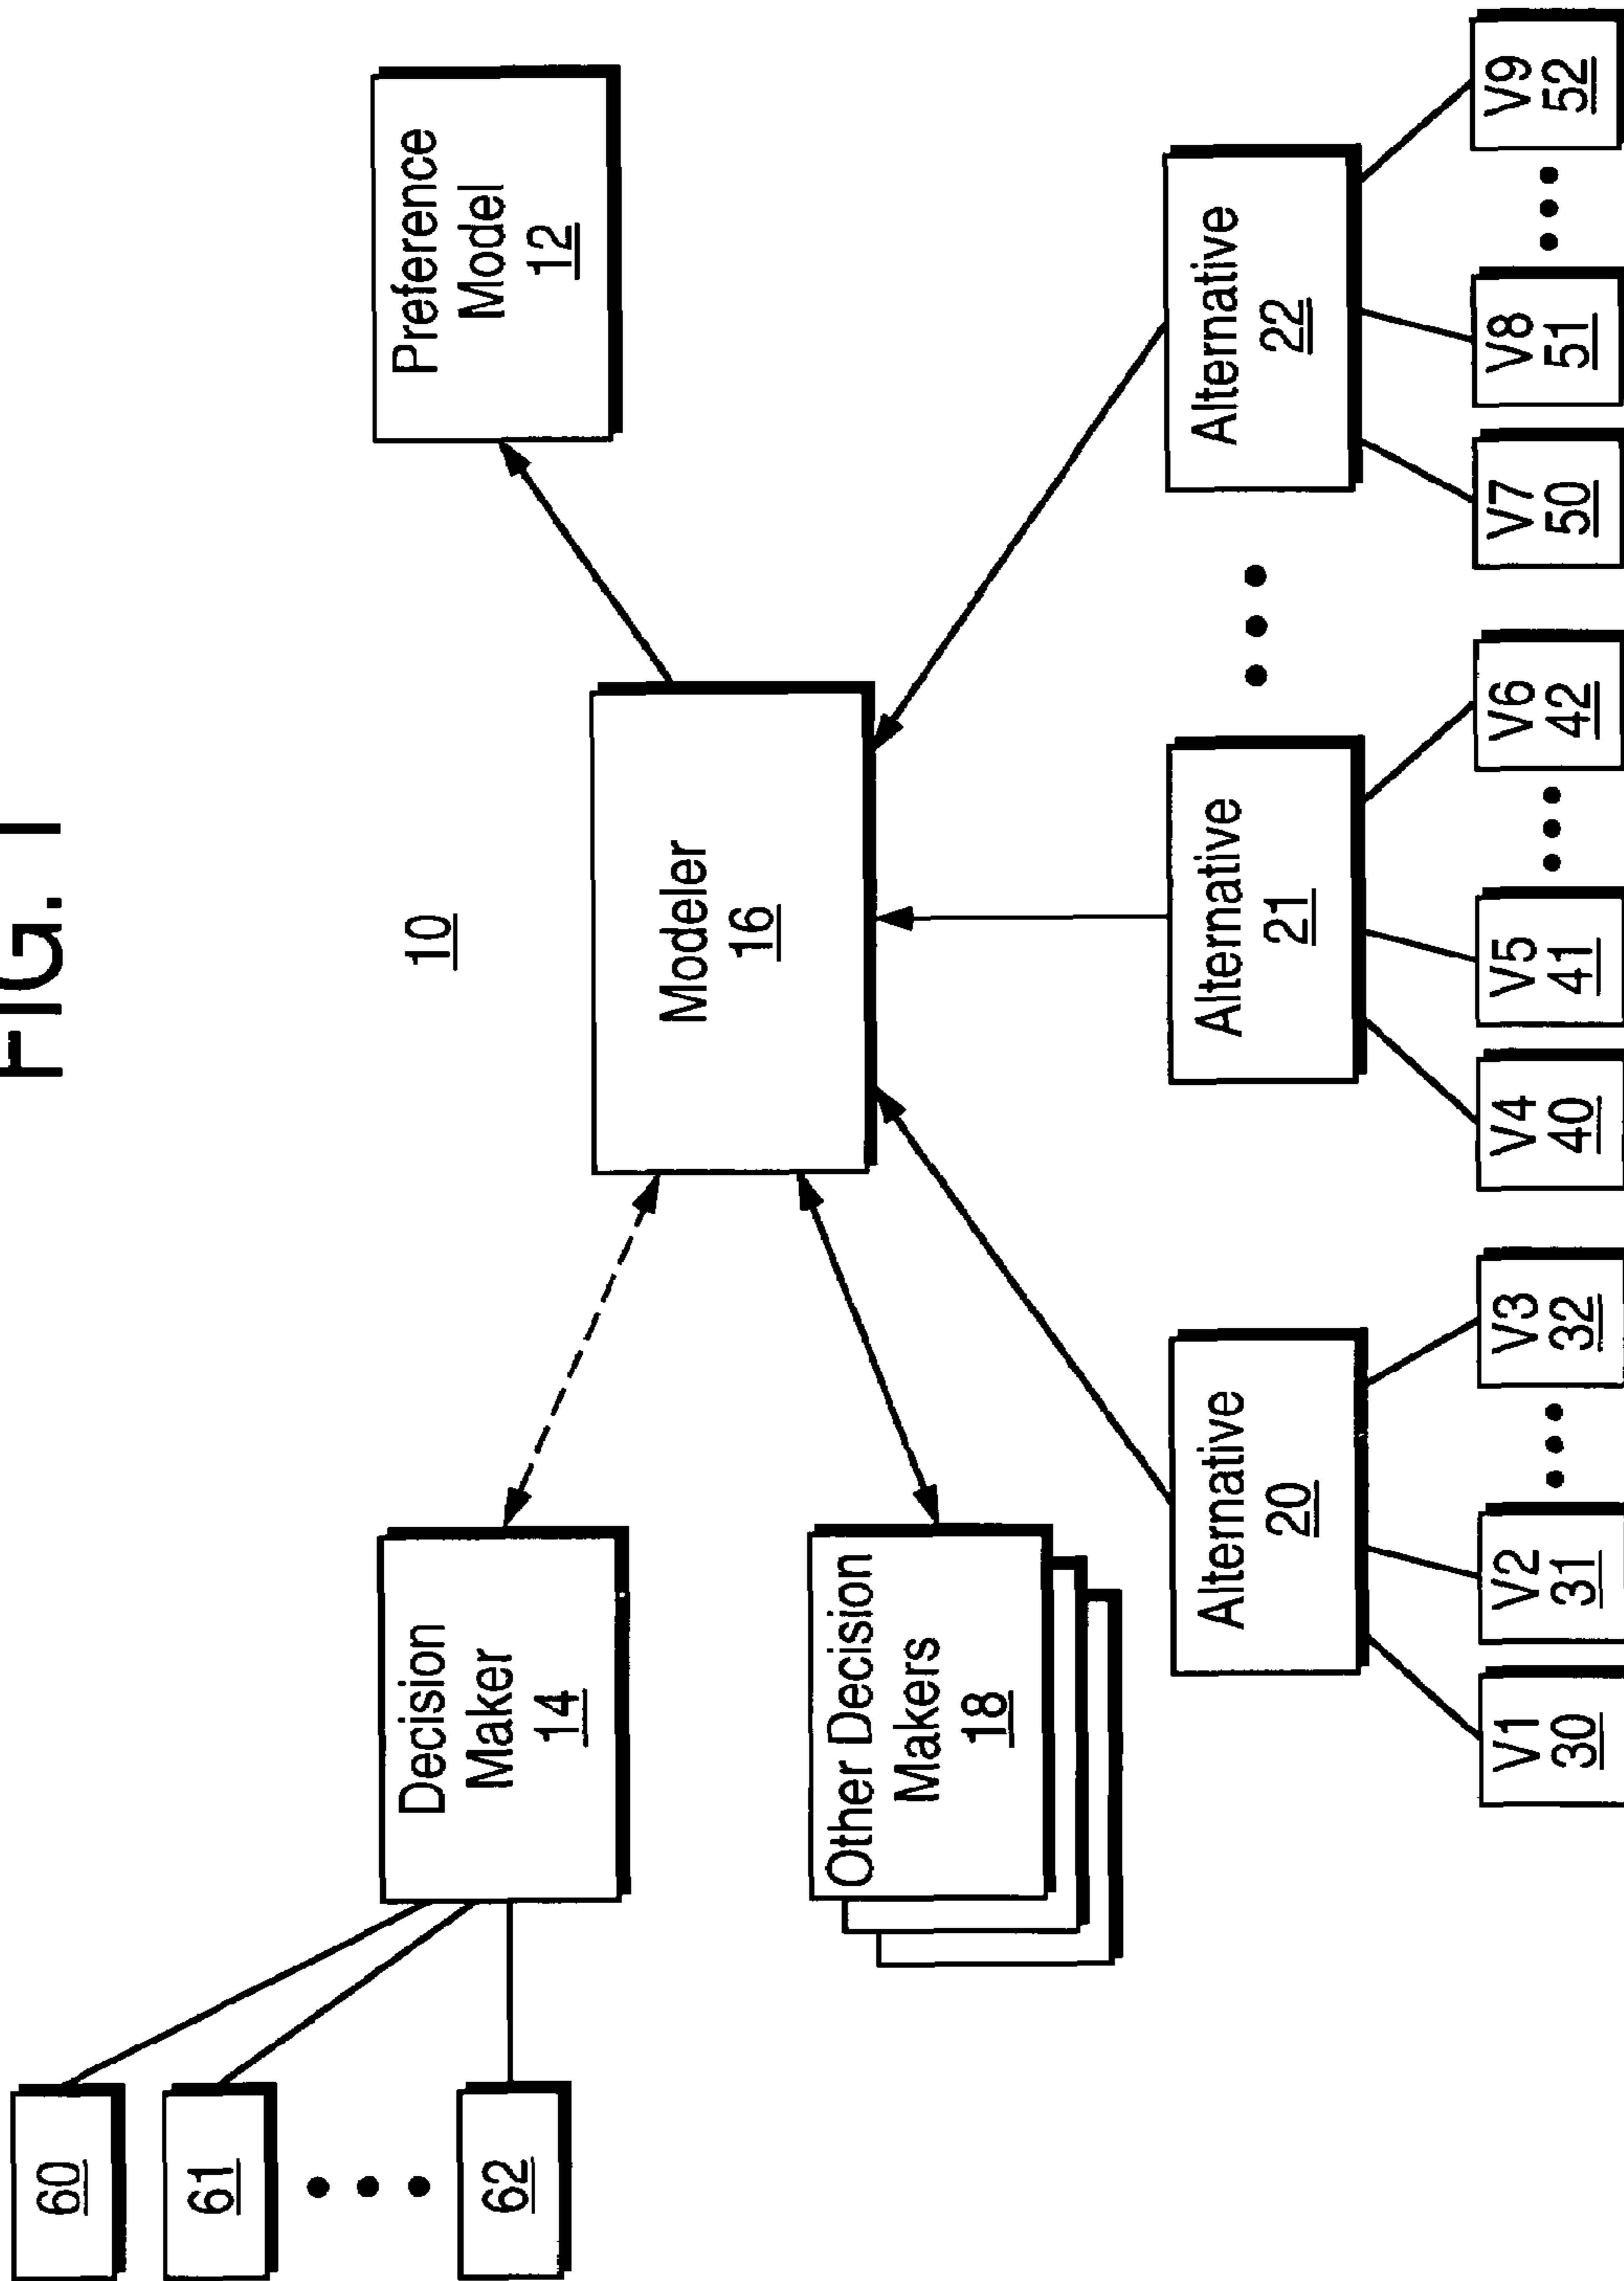 FIG. 1
10
60
61
62
Decision
Maker
14
Preference
Model
12
Modeler
16
Other Decision
Makers
18
Alternative
20
Alternative
21
Alternative
22
V1
30
V2
31
V3
32
V4
40
V5
41
V6
42
V7
50
V8
51
V9
52